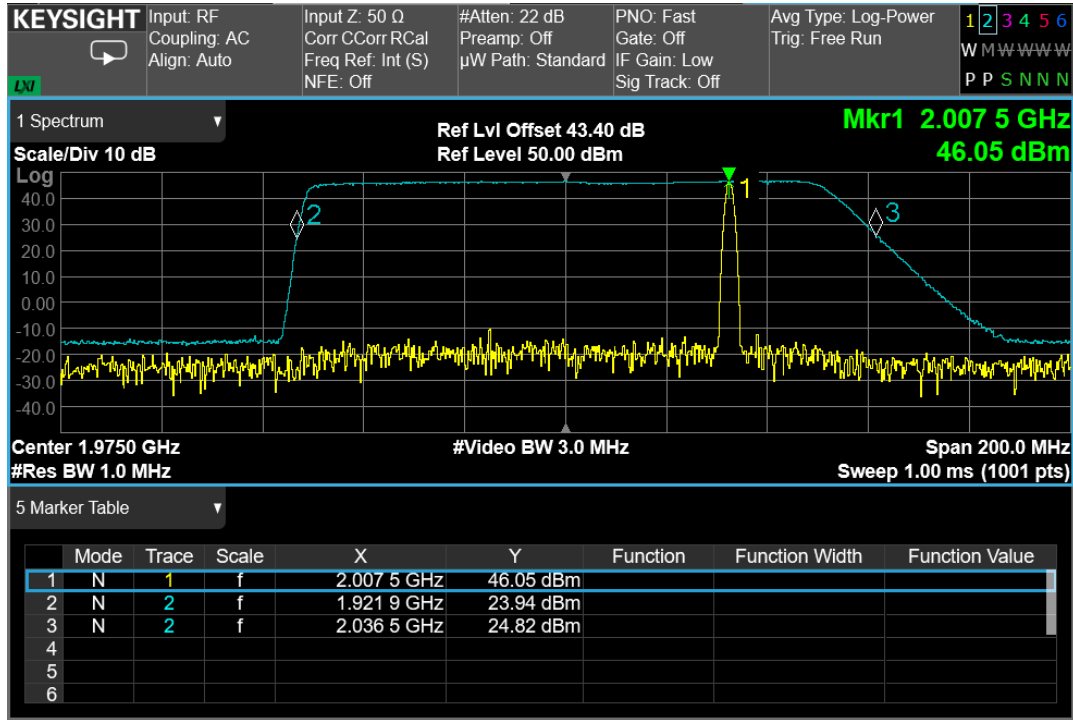 KEYSIGHT Input: RF Input Z: 50 Ω #Atten: 22 dB PNO: Fast Avg Type: Log-Power 1 2 3 4 5 6
Coupling: AC Corr CCorr RCal Preamp: Off Gate: Off Trig: Free Run
Align: Auto Freq Ref: Int (S) µW Path: Standard IF Gain: Low W M W W W W
NFE: Off Sig Track: Off P P S N N N
LXI
1 Spectrum ▼ Ref Lvl Offset 43.40 dB Mkr1 2.007 5 GHz
Scale/Div 10 dB Ref Level 50.00 dBm 46.05 dBm
Log
40.0
30.0
20.0
10.0
0.00
-10.0
-20.0
-30.0
-40.0
1
2
3
Center 1.9750 GHz #Video BW 3.0 MHz Span 200.0 MHz
#Res BW 1.0 MHz Sweep 1.00 ms (1001 pts)
5 Marker Table ▼
Mode Trace Scale X Y Function Function Width Function Value
1 N 1 f 2.007 5 GHz 46.05 dBm
2 N 2 f 1.921 9 GHz 23.94 dBm
3 N 2 f 2.036 5 GHz 24.82 dBm
4
5
6